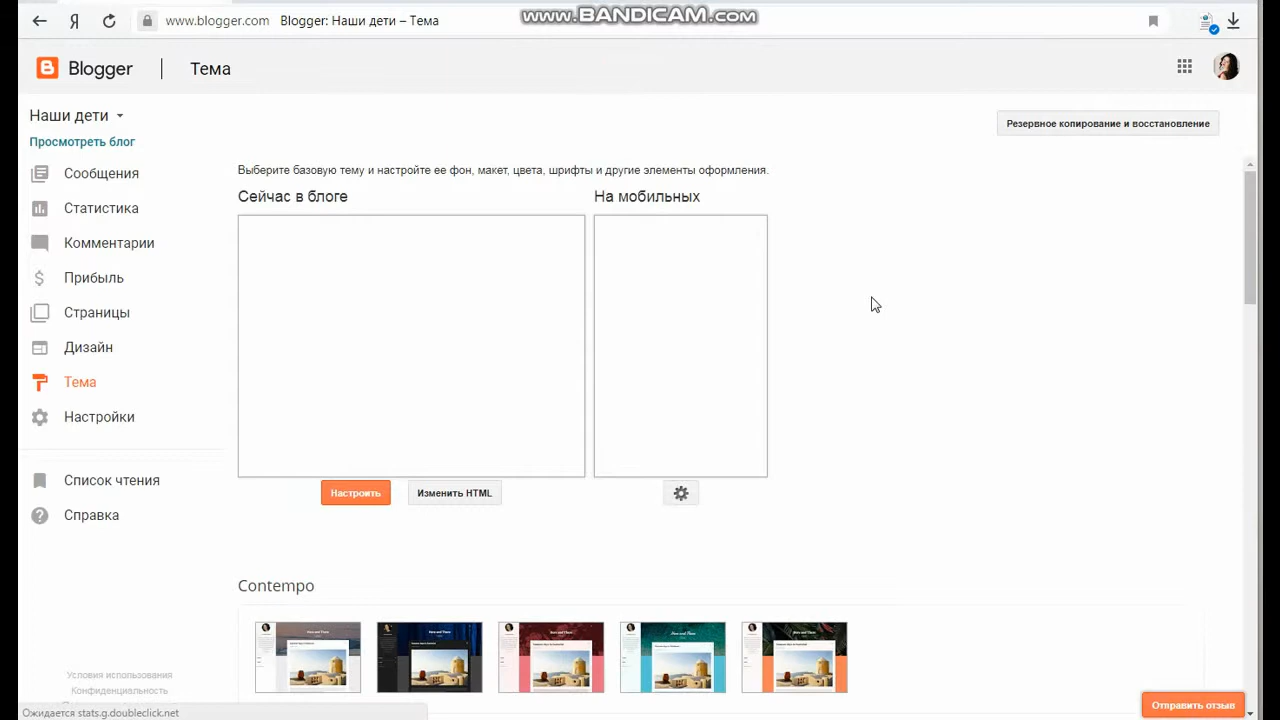 www.BANDICAM.com
Я www.blogger.com Blogger: Наши дети – Тема
Blogger Тема
Наши дети
Просмотреть блог
Резервное копирование и восстановление
Сообщения
Статистика
Комментарии
Прибыль
Страницы
Дизайн
Тема
Настройки
Список чтения
Справка
Выберите базовую тему и настройте ее фон, макет, цвета, шрифты и другие элементы оформления.
Сейчас в блоге
На мобильных
Настроить
Изменить HTML
Contempo
Условия использования
Конфиденциальность
Ожидается stats.g.doubleclick.net
Отправить отзыв